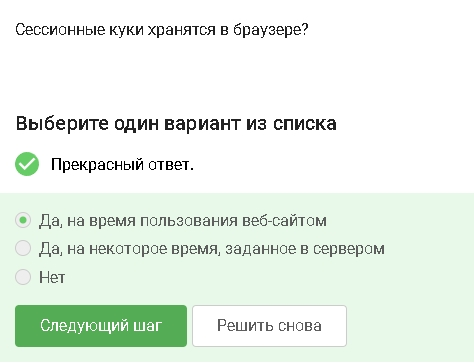 Сессионные куки хранятся в браузере?
Выберите один вариант из списка
Прекрасный ответ.
Да, на время пользования веб-сайтом
Да, на некоторое время, заданное в сервером
Нет
Следующий шаг
Решить снова